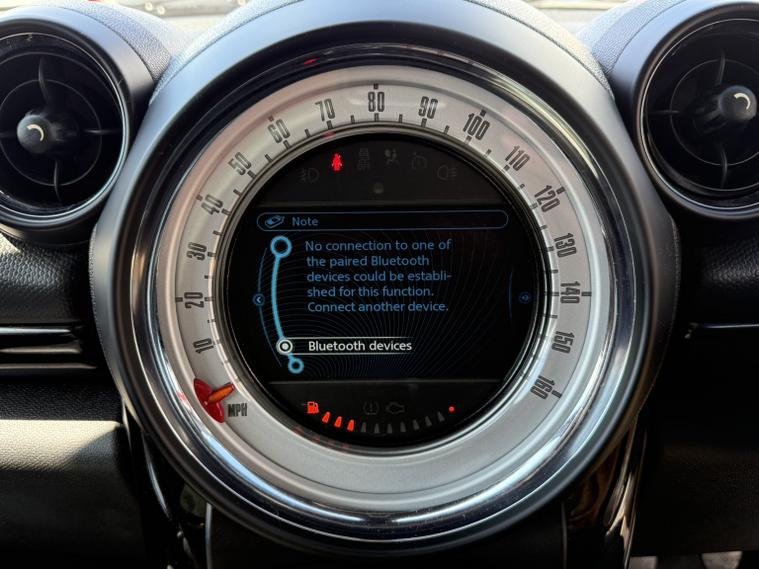 10
20
30
40
50
60
70
80
90
100
110
120
130
140
150
160
MPH
Note
No connection to one of
the paired Bluetooth
devices could be establi-
shed for this function.
Connect another device.
Bluetooth devices